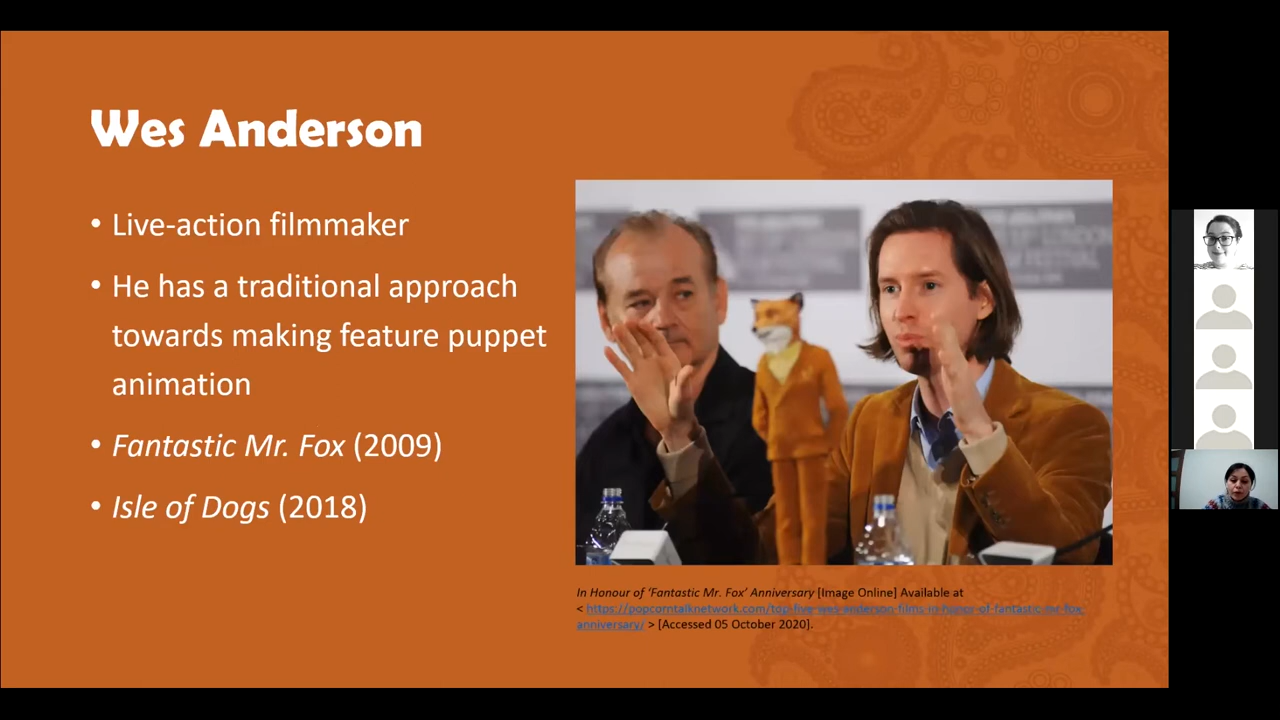 Wes Anderson
• Live-action filmmaker
• He has a traditional approach
towards making feature puppet
animation
• Fantastic Mr. Fox (2009)
• Isle of Dogs (2018)
In Honour of ‘Fantastic Mr. Fox’ Anniversary [Image Online] Available at
< https://popcorntalknetwork.com/top-five-wes-anderson-films-in-honor-of-fantastic-mr-fox-
anniversary/ > [Accessed 05 October 2020].